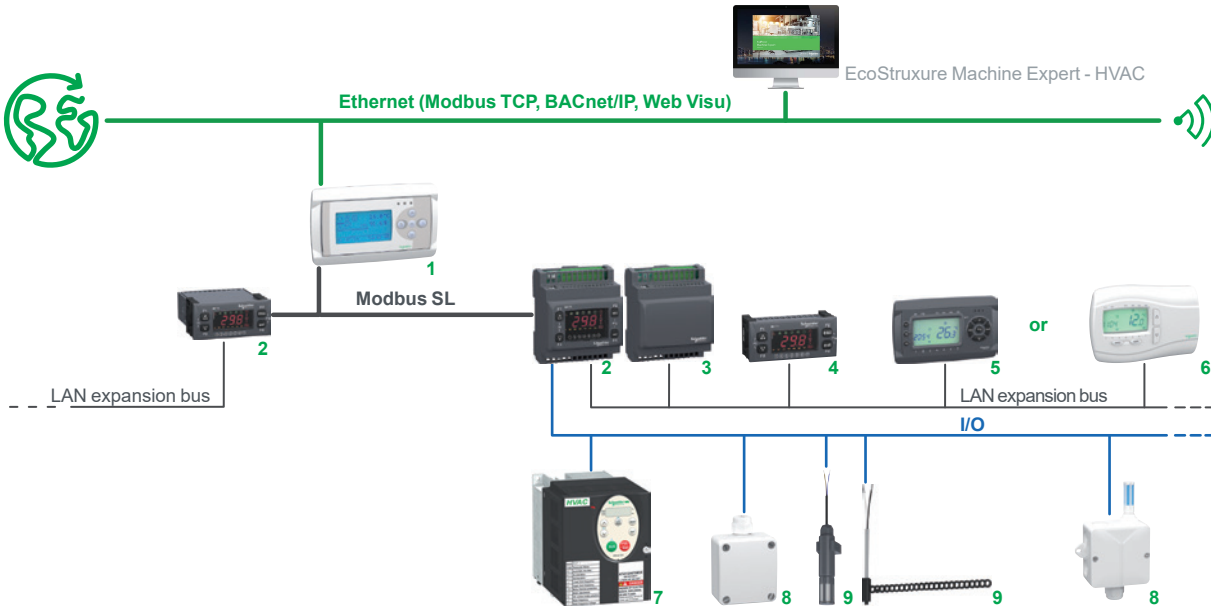 EcoStruxure Machine Expert - HVAC
Ethernet (Modbus TCP, BACnet/IP, Web Visu)
1
Modbus SL
2
2
3
4
5
or
6
LAN expansion bus
LAN expansion bus
I/O
HVAC
7
8
9
9
8